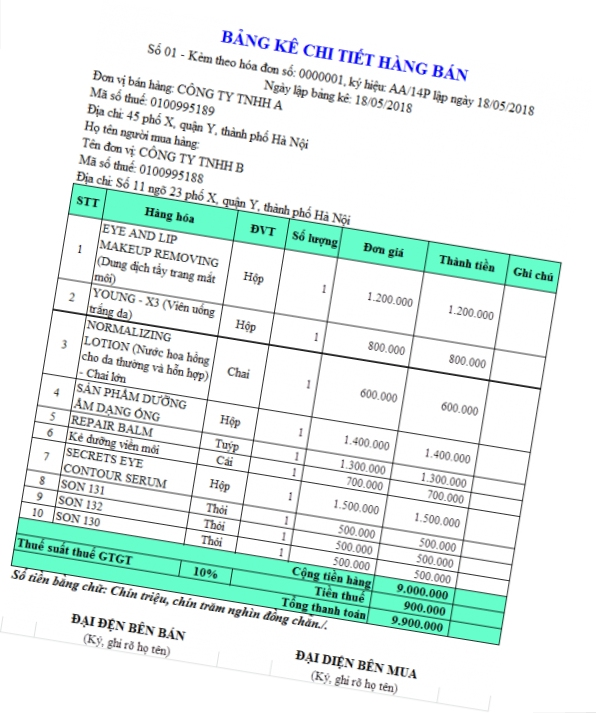 BẢNG KÊ CHI TIẾT HÀNG BÁN
Số 01 - Kèm theo hóa đơn số: 0000001, ký hiệu: AA/14P lập ngày 18/05/2018
Ngày lập bảng kê: 18/05/2018
Đơn vị bán hàng: CÔNG TY TNHH A
Mã số thuế: 0100995189
Địa chỉ: 45 phố X, quận Y, thành phố Hà Nội
Họ tên người mua hàng:
Tên đơn vị: CÔNG TY TNHH B
Mã số thuế: 0100995188
Địa chỉ: Số 11 ngõ 23 phố X, quận Y, thành phố Hà Nội
STT Hàng hóa ĐVT Số lượng Đơn giá Thành tiền Ghi chú
EYE AND LIP
1 MAKEUP REMOVING Hộp 1 1.200.000 1.200.000
(Dung dịch tẩy trang mắt
môi)
2 YOUNG - X3 (Viên uống Hộp 1 800.000 800.000
trắng da)
NORMALIZING
3 LOTION (Nước hoa hồng Chai 1 600.000 600.000
cho da thường và hỗn hợp)
- Chai lớn
4 SẢN PHẨM DƯỠNG Hộp 1 1.400.000 1.400.000
ẨM DẠNG ỐNG
5 REPAIR BALM Tuýp 1 1.300.000 1.300.000
6 Kẻ dưỡng viền môi Cái 1 700.000 700.000
7 SECRETS EYE Hộp 1 1.500.000 1.500.000
CONTOUR SERUM
8 SON 131 Thỏi 1 500.000 500.000
9 SON 132 Thỏi 1 500.000 500.000
10 SON 130 Thỏi 1 500.000 500.000
Cộng tiền hàng 9.000.000
Thuế suất thuế GTGT 10% Tiền thuế 900.000
Tổng thanh toán 9.900.000
Số tiền bằng chữ: Chín triệu, chín trăm nghìn đồng chẵn./.
ĐẠI DIỆN BÊN BÁN
(Ký, ghi rõ họ tên)
ĐẠI DIỆN BÊN MUA
(Ký, ghi rõ họ tên)